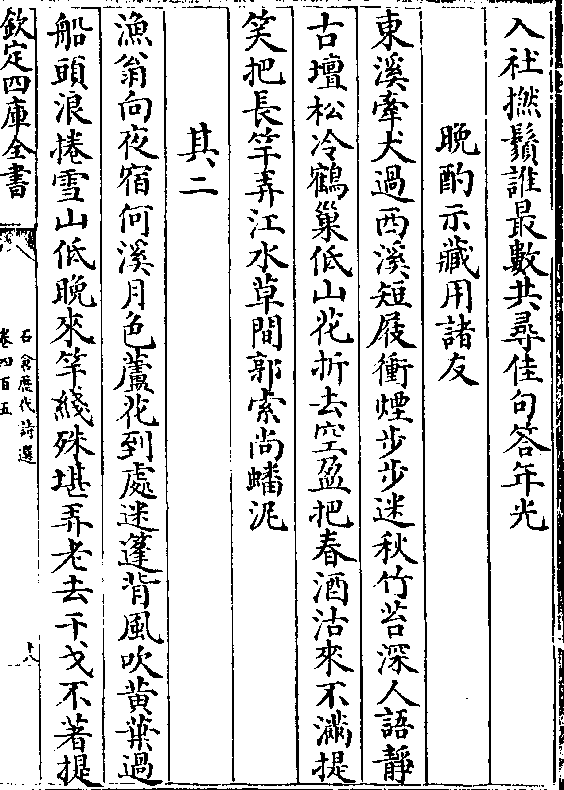 入社撚鬚誰最數共尋佳句答年光
晩酌示藏用諸友
東溪牽犬過西溪短屐衝煙步步迷秋竹苔深人語靜
古壇松冷鶴巢低山花折去空盈把春酒沽來不滿提
笑把長竿弄江水草間郭索尚蟠泥
其二
漁翁向夜宿何溪月色蘆花到處迷蓬背風吹黄葉過
船頭浪捲雪山低晩來竿綫殊堪弄老去干戈不著提
欽定四庫全書
石倉歷代詩選
卷四百五
十八